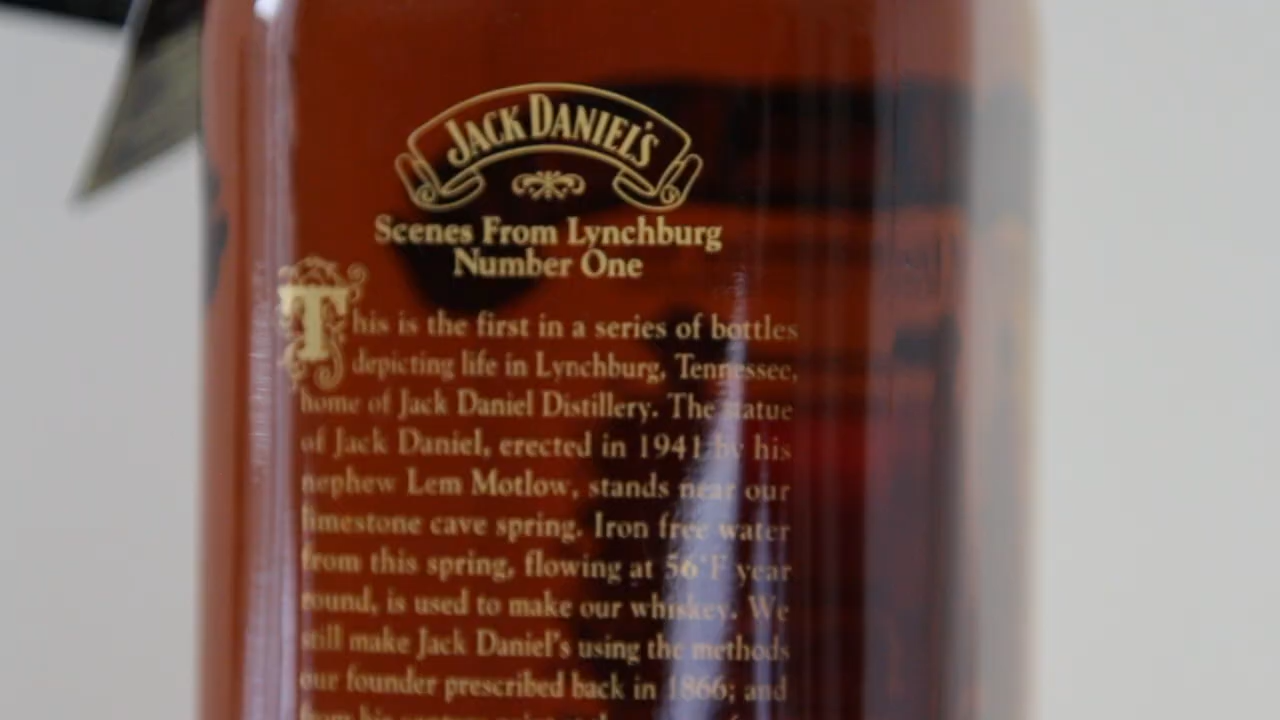 JACK DANIEL'S
Scenes From Lynchburg
Number One
This is the first in a series of bottles
depicting life in Lynchburg, Tennessee,
home of Jack Daniel Distillery. The statue
of Jack Daniel, erected in 1941 by his
nephew Lem Motlow, stands near our
limestone cave spring. Iron free water
from this spring, flowing at 56°F year
round, is used to make our whiskey. We
still make Jack Daniel's using the methods
our founder prescribed back in 1866; and
from his